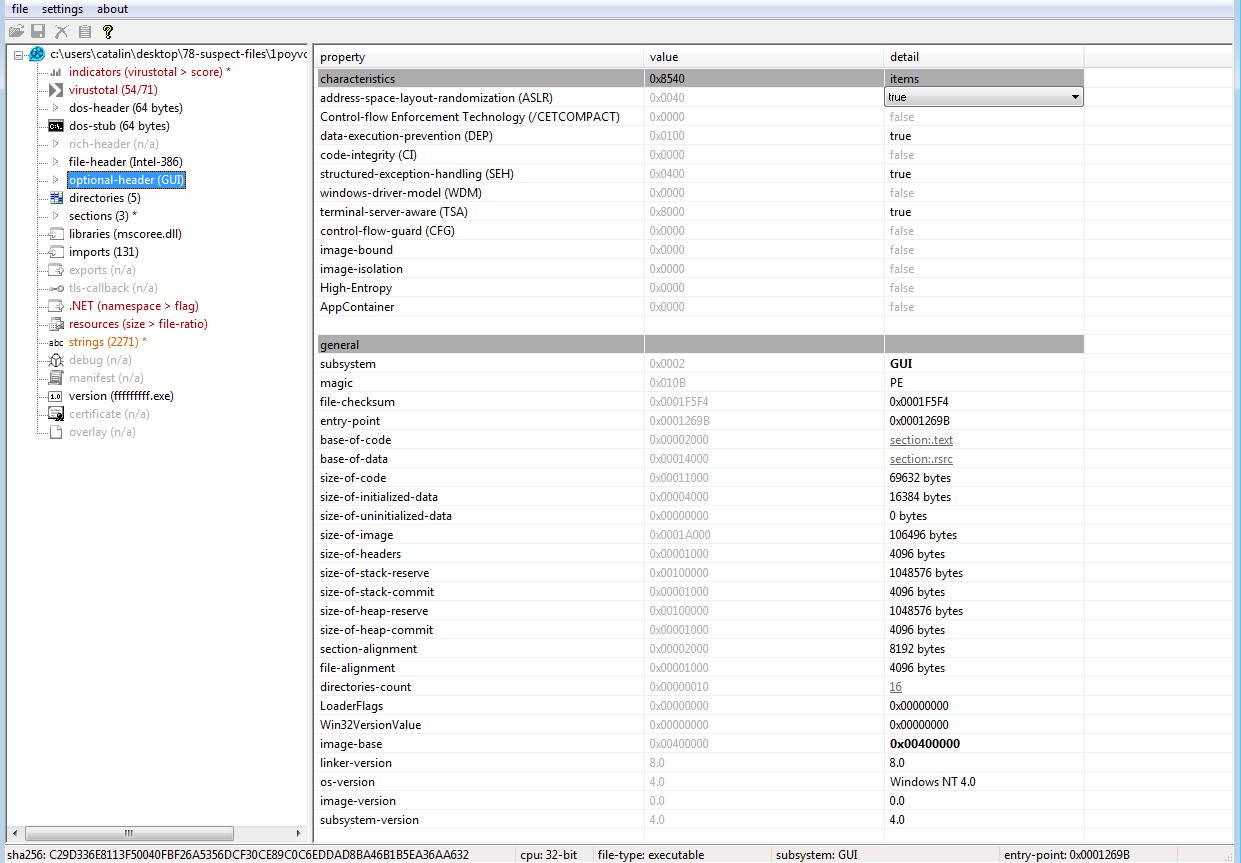 file settings about
c:\users\catalin\desktop\78-suspect-files\1poyvc
indicators (virustotal > score) *
virustotal (54/71)
dos-header (64 bytes)
dos-stub (64 bytes)
rich-header (n/a)
file-header (Intel-386)
optional-header (GUI)
directories (5)
sections (3) *
libraries (mscoree.dll)
imports (131)
exports (n/a)
tls-callback (n/a)
.NET (namespace > flag)
resources (size > file-ratio)
abc strings (2271) *
debug (n/a)
manifest (n/a)
1.0 version (fffffffff.exe)
certificate (n/a)
overlay (n/a)
property value detail
characteristics 0x8540 items
address-space-layout-randomization (ASLR) 0x0040 true
Control-flow Enforcement Technology (/CETCOMPACT) 0x0000 false
data-execution-prevention (DEP) 0x0100 true
code-integrity (CI) 0x0000 false
structured-exception-handling (SEH) 0x0400 true
windows-driver-model (WDM) 0x0000 false
terminal-server-aware (TSA) 0x8000 true
control-flow-guard (CFG) 0x0000 false
image-bound 0x0000 false
image-isolation 0x0000 false
High-Entropy 0x0000 false
AppContainer 0x0000 false
general
subsystem 0x0002 GUI
magic 0x010B PE
file-checksum 0x0001F5F4 0x0001F5F4
entry-point 0x0001269B 0x0001269B
base-of-code 0x00002000 section:.text
base-of-data 0x00014000 section:.rsrc
size-of-code 0x00011000 69632 bytes
size-of-initialized-data 0x00004000 16384 bytes
size-of-uninitialized-data 0x00000000 0 bytes
size-of-image 0x0001A000 106496 bytes
size-of-headers 0x00001000 4096 bytes
size-of-stack-reserve 0x00100000 1048576 bytes
size-of-stack-commit 0x00001000 4096 bytes
size-of-heap-reserve 0x00100000 1048576 bytes
size-of-heap-commit 0x00001000 4096 bytes
section-alignment 0x00002000 8192 bytes
file-alignment 0x00001000 4096 bytes
directories-count 0x00000010 16
LoaderFlags 0x00000000 0x00000000
Win32VersionValue 0x00000000 0x00000000
image-base 0x00400000 0x00400000
linker-version 8.0 8.0
os-version 4.0 Windows NT 4.0
image-version 0.0 0.0
subsystem-version 4.0 4.0
sha256: C29D336E8113F50040FBF26A5356DCF30CE89C0C6EDDAD8BA46B1B5EA36AA632 cpu: 32-bit file-type: executable subsystem: GUI entry-point: 0x0001269B